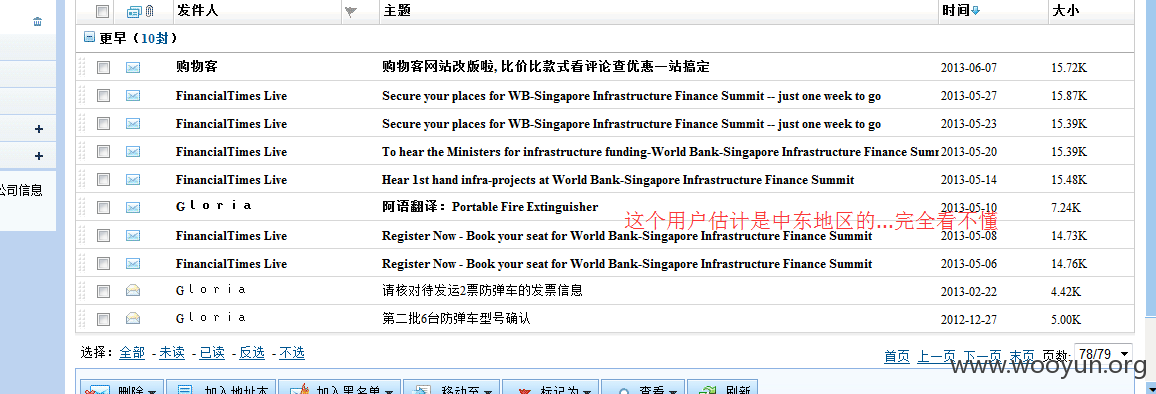 发件人 主题 时间 大小
更早（10封）
购物客 购物客网站改版啦, 比价比款式看评论查优惠一站搞定 2013-06-07 15.72K
FinancialTimes Live Secure your places for WB-Singapore Infrastructure Finance Summit -- just one week to go 2013-05-27 15.87K
FinancialTimes Live Secure your places for WB-Singapore Infrastructure Finance Summit -- just one week to go 2013-05-23 15.39K
FinancialTimes Live To hear the Ministers for infrastructure funding-World Bank-Singapore Infrastructure Finance 2013-05-20 15.39K
FinancialTimes Live Hear 1st hand infra-projects at World Bank-Singapore Infrastructure Finance Summit 2013-05-14 15.48K
公司信息
Gloria 阿语翻译：Portable Fire Extinguisher 2013-05-10 7.24K
这个用户估计是中东地区的...完全看不懂
FinancialTimes Live Register Now - Book your seat for World Bank-Singapore Infrastructure Finance Summit 2013-05-08 14.73K
FinancialTimes Live Register Now - Book your seat for World Bank-Singapore Infrastructure Finance Summit 2013-05-06 14.76K
Gloria 请核对待发运2票防弹车的发票信息 2013-02-22 4.42K
Gloria 第二批6台防弹车型号确认 2012-12-27 5.00K
选择：全部 - 未读 - 已读 - 反选 - 不选 首页 上一页 下一页 末页 页数: 78/79
www.wooyun.org
删除 加入地址本 加入黑名单 移动至 标记为 查看 刷新